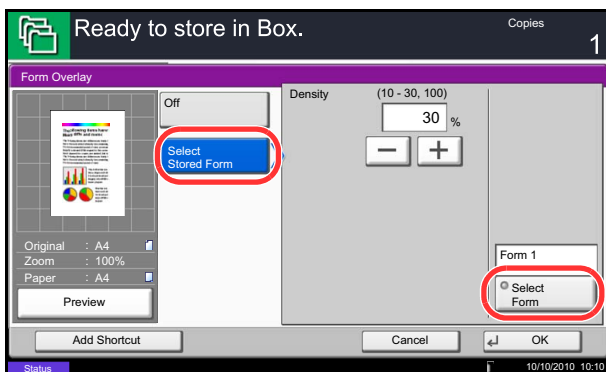 Ready to store in Box.
Copies
1
Form Overlay
Off
Select
Stored Form
Density
(10 - 30, 100)
30 %
Original : A4
Zoom : 100%
Paper : A4
Preview
Form 1
Select
Form
Add Shortcut
Cancel
OK
Status
10/10/2010 10:10